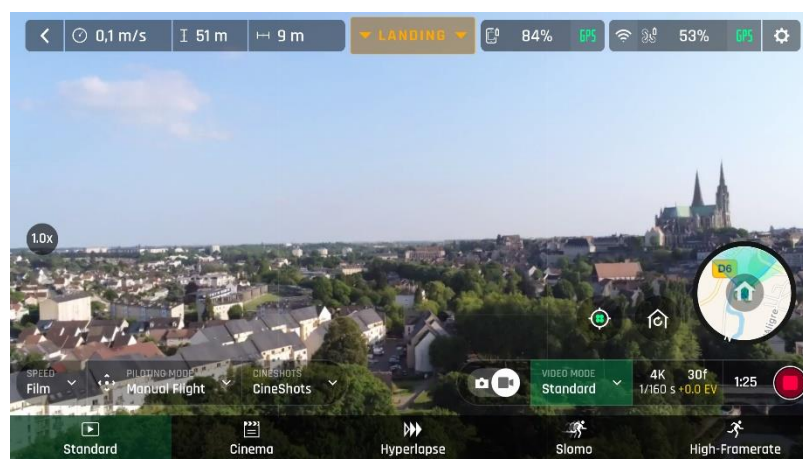 0,1 m/s
51 m
9 m
LANDING
84%
GPS
53%
GPS
1.0x
D6
Aligre
SPEED
Film
PILOTING MODE
Manual Flight
CINESHOTS
CineShots
VIDEO MODE
Standard
4K 30f
1/160 s +0.0 EV
1:25
Standard
Cinema
Hyperlapse
Slomo
High-Framerate